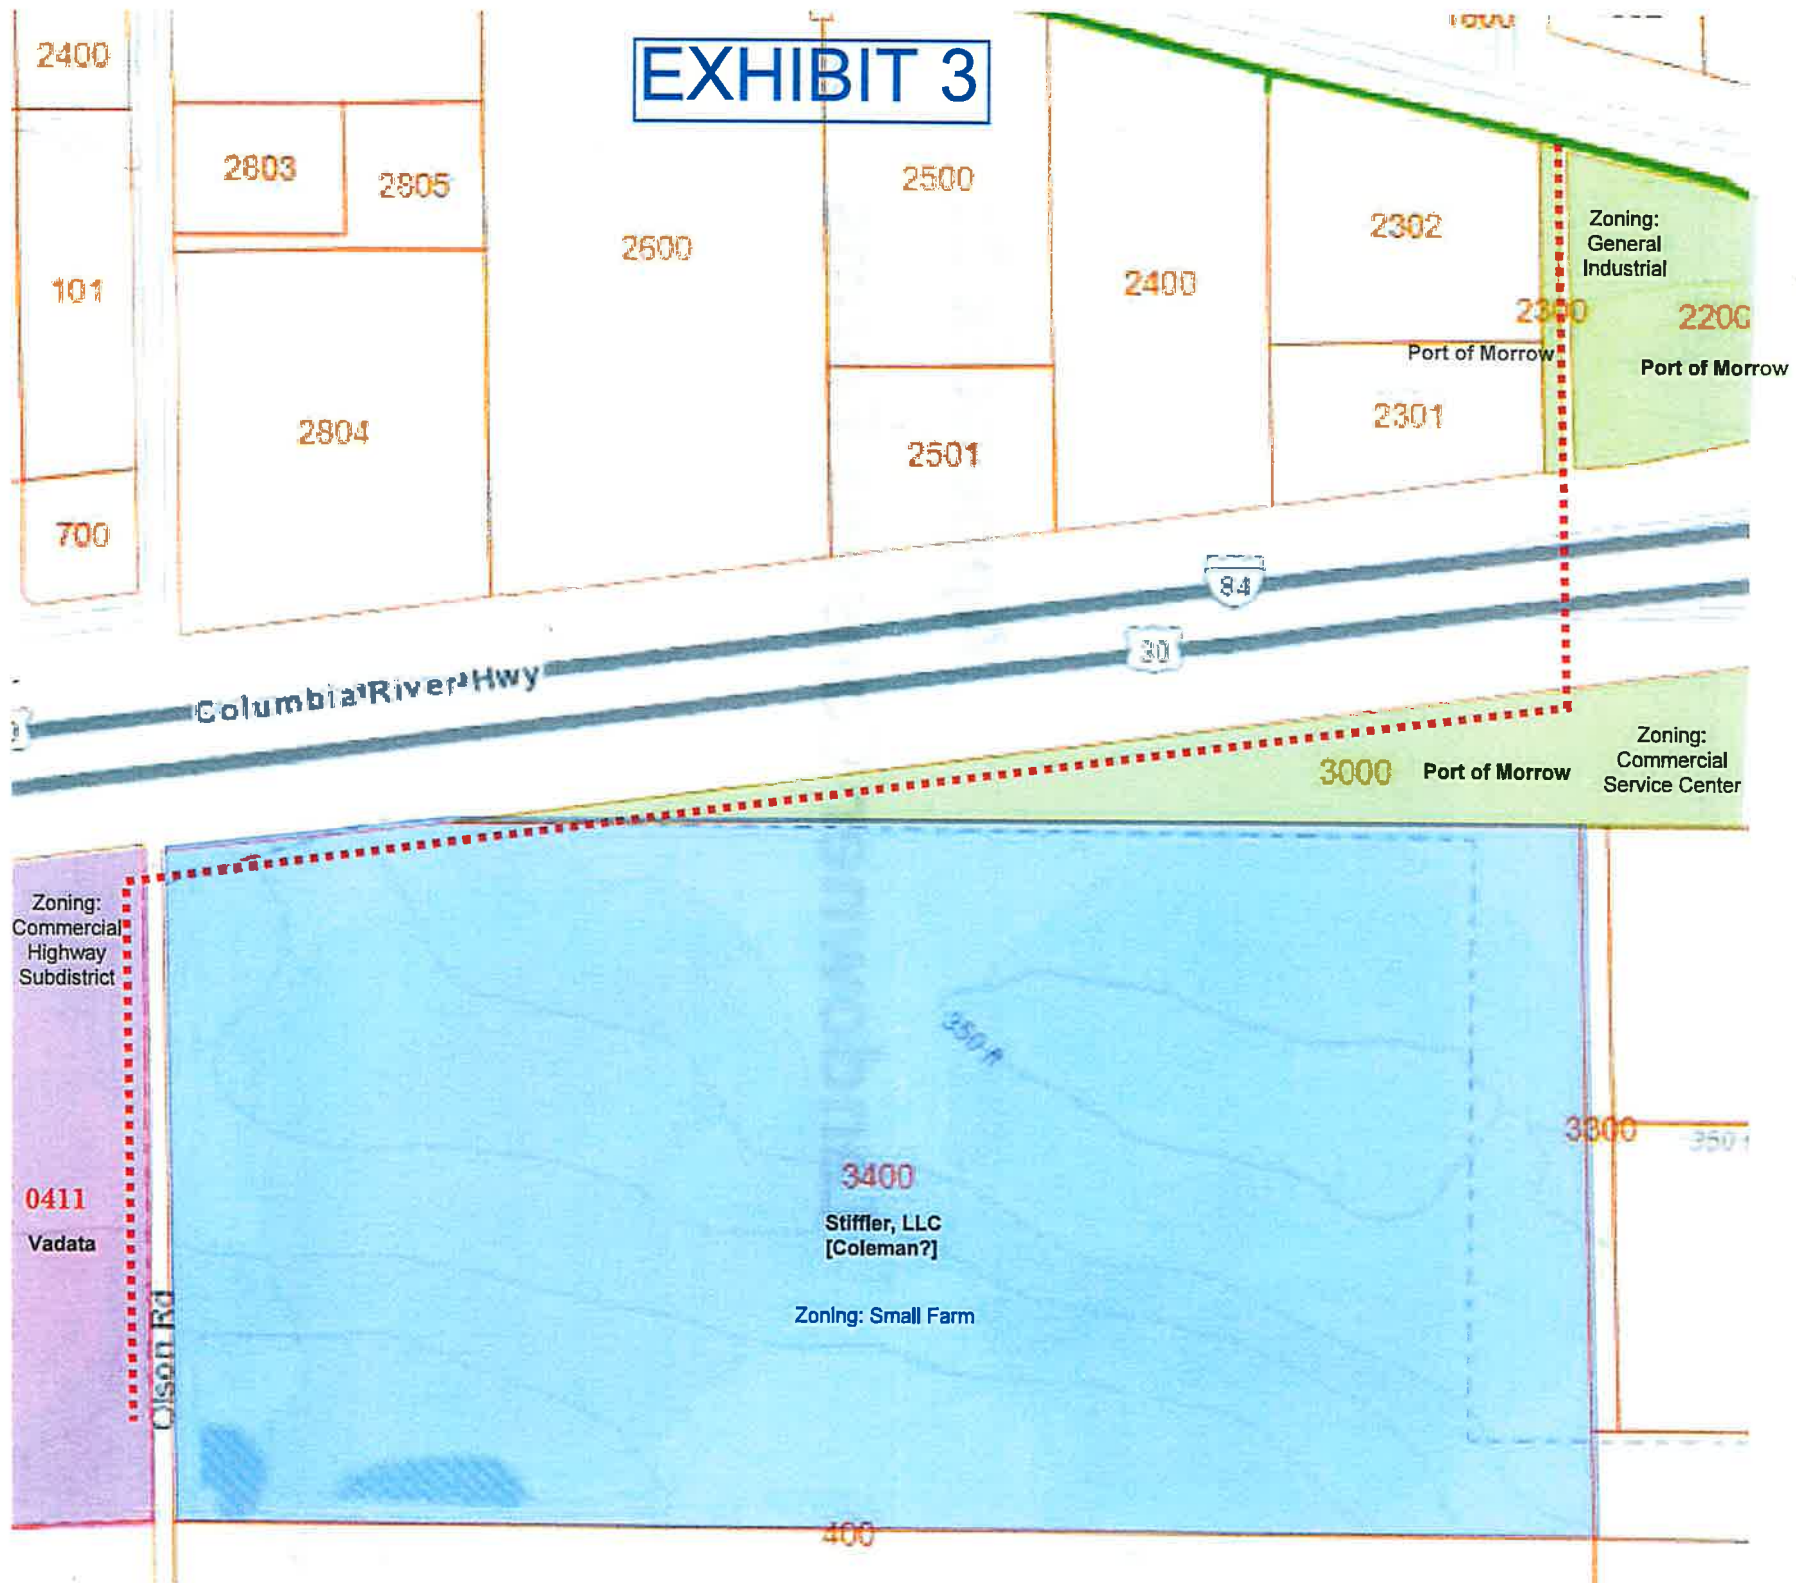 EXHIBIT 3
2400
2803
2805
2500
2600
2302
Zoning:
General
Industrial
101
2400
2300
2200
Port of Morrow
Port of Morrow
2804
2501
2301
700
84
30
Columbia River Hwy
3000
Port of Morrow
Zoning:
Commercial
Service Center
Zoning:
Commercial
Highway
Subdistrict
350 ft
3300
350 f
0411
Vadata
3400
Stiffler, LLC
[Coleman?]
Zoning: Small Farm
Olson Rd
400